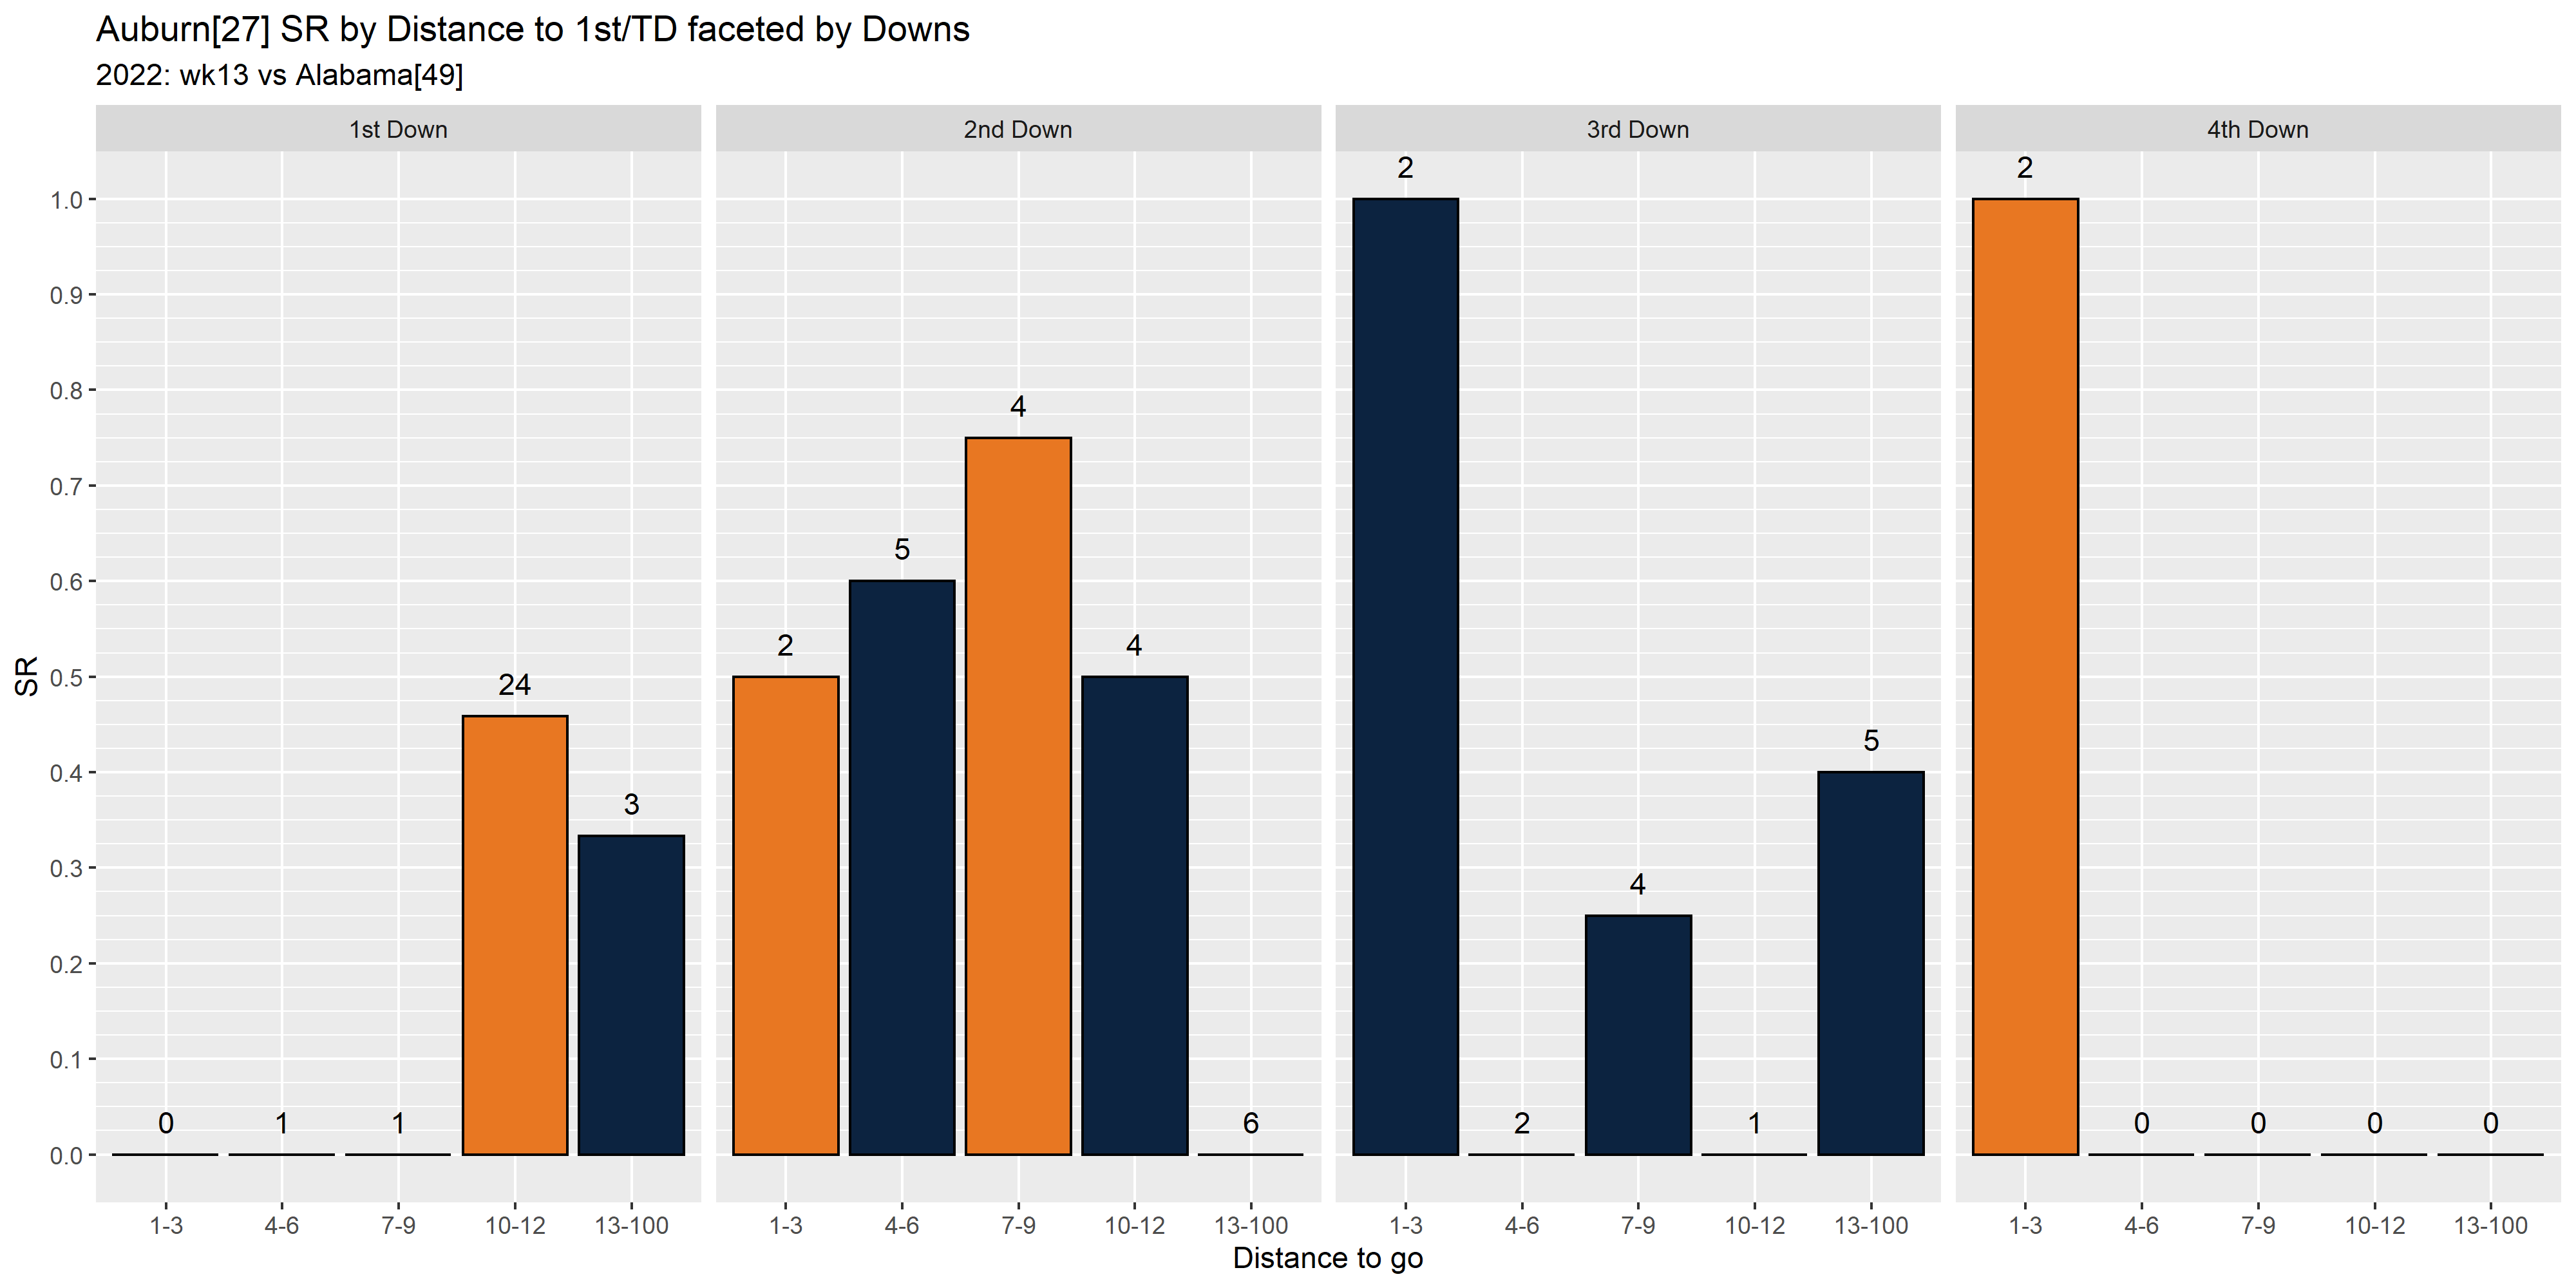 Auburn[27] SR by Distance to 1st/TD faceted by Downs
2022: wk13 vs Alabama[49]
1st Down
2nd Down
3rd Down
4th Down
SR
1.0
0.9
0.8
0.7
0.6
0.5
0.4
0.3
0.2
0.1
0.0
0 1 1 24 3
2 5 4 4 6
2 2 4 1 5
2 0 0 0 0
1-3 4-6 7-9 10-12 13-100
1-3 4-6 7-9 10-12 13-100
1-3 4-6 7-9 10-12 13-100
1-3 4-6 7-9 10-12 13-100
Distance to go